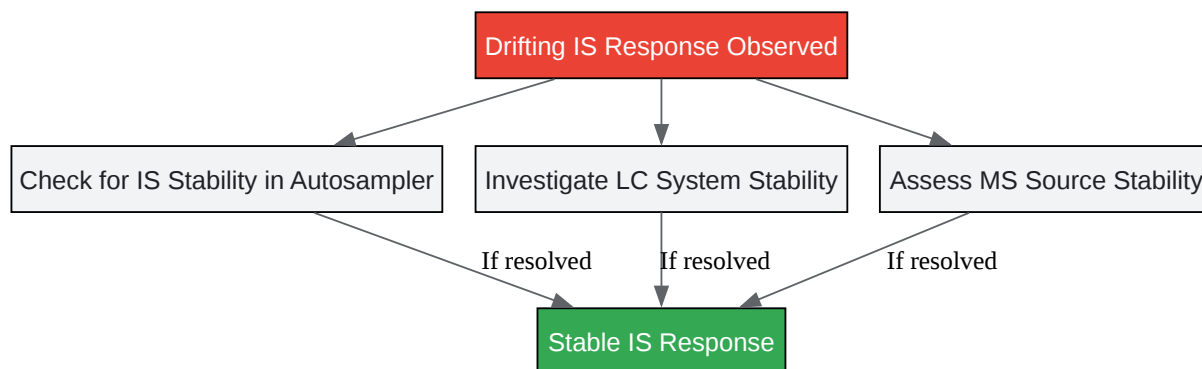 Drifting IS Response Observed
Check for IS Stability in Autosampler
Investigate LC System Stability
Assess MS Source Stability
If resolved
If resolved
If resolved
Stable IS Response